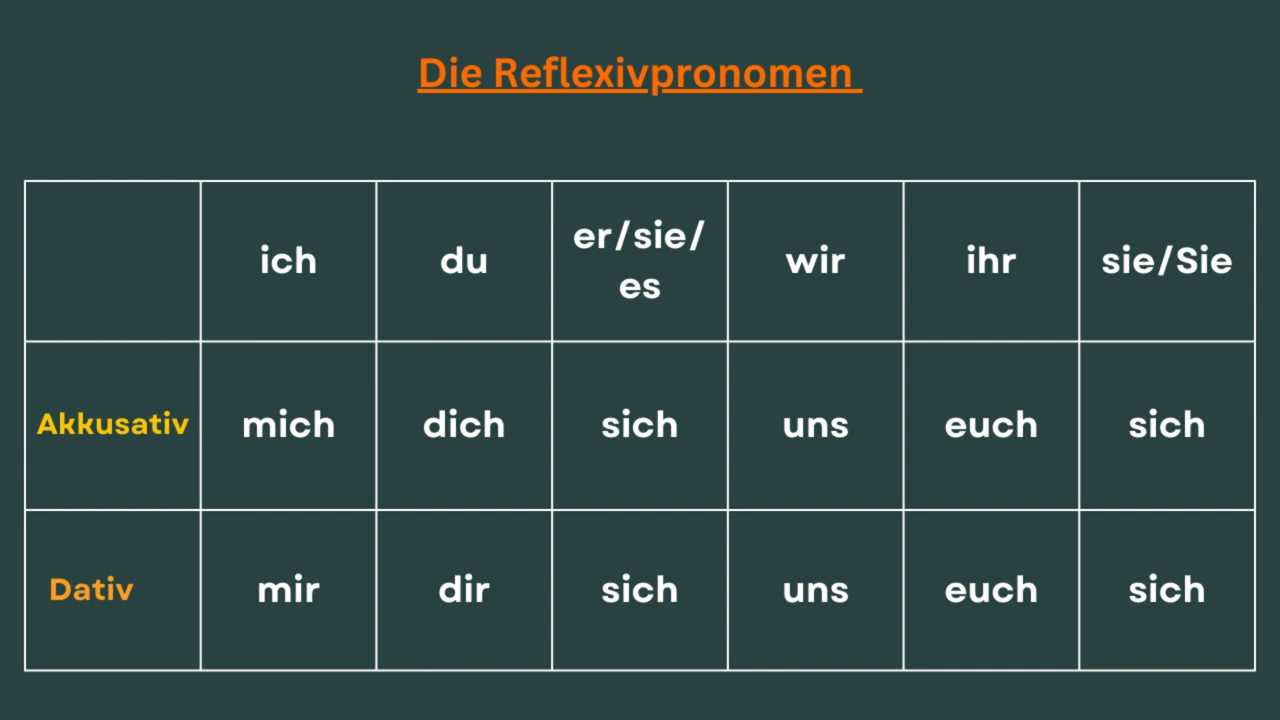 Die Reflexivpronomen
ich du er/sie/ wir ihr sie/Sie
es
Akkusativ mich dich sich uns euch sich
Dativ mir dir sich uns euch sich